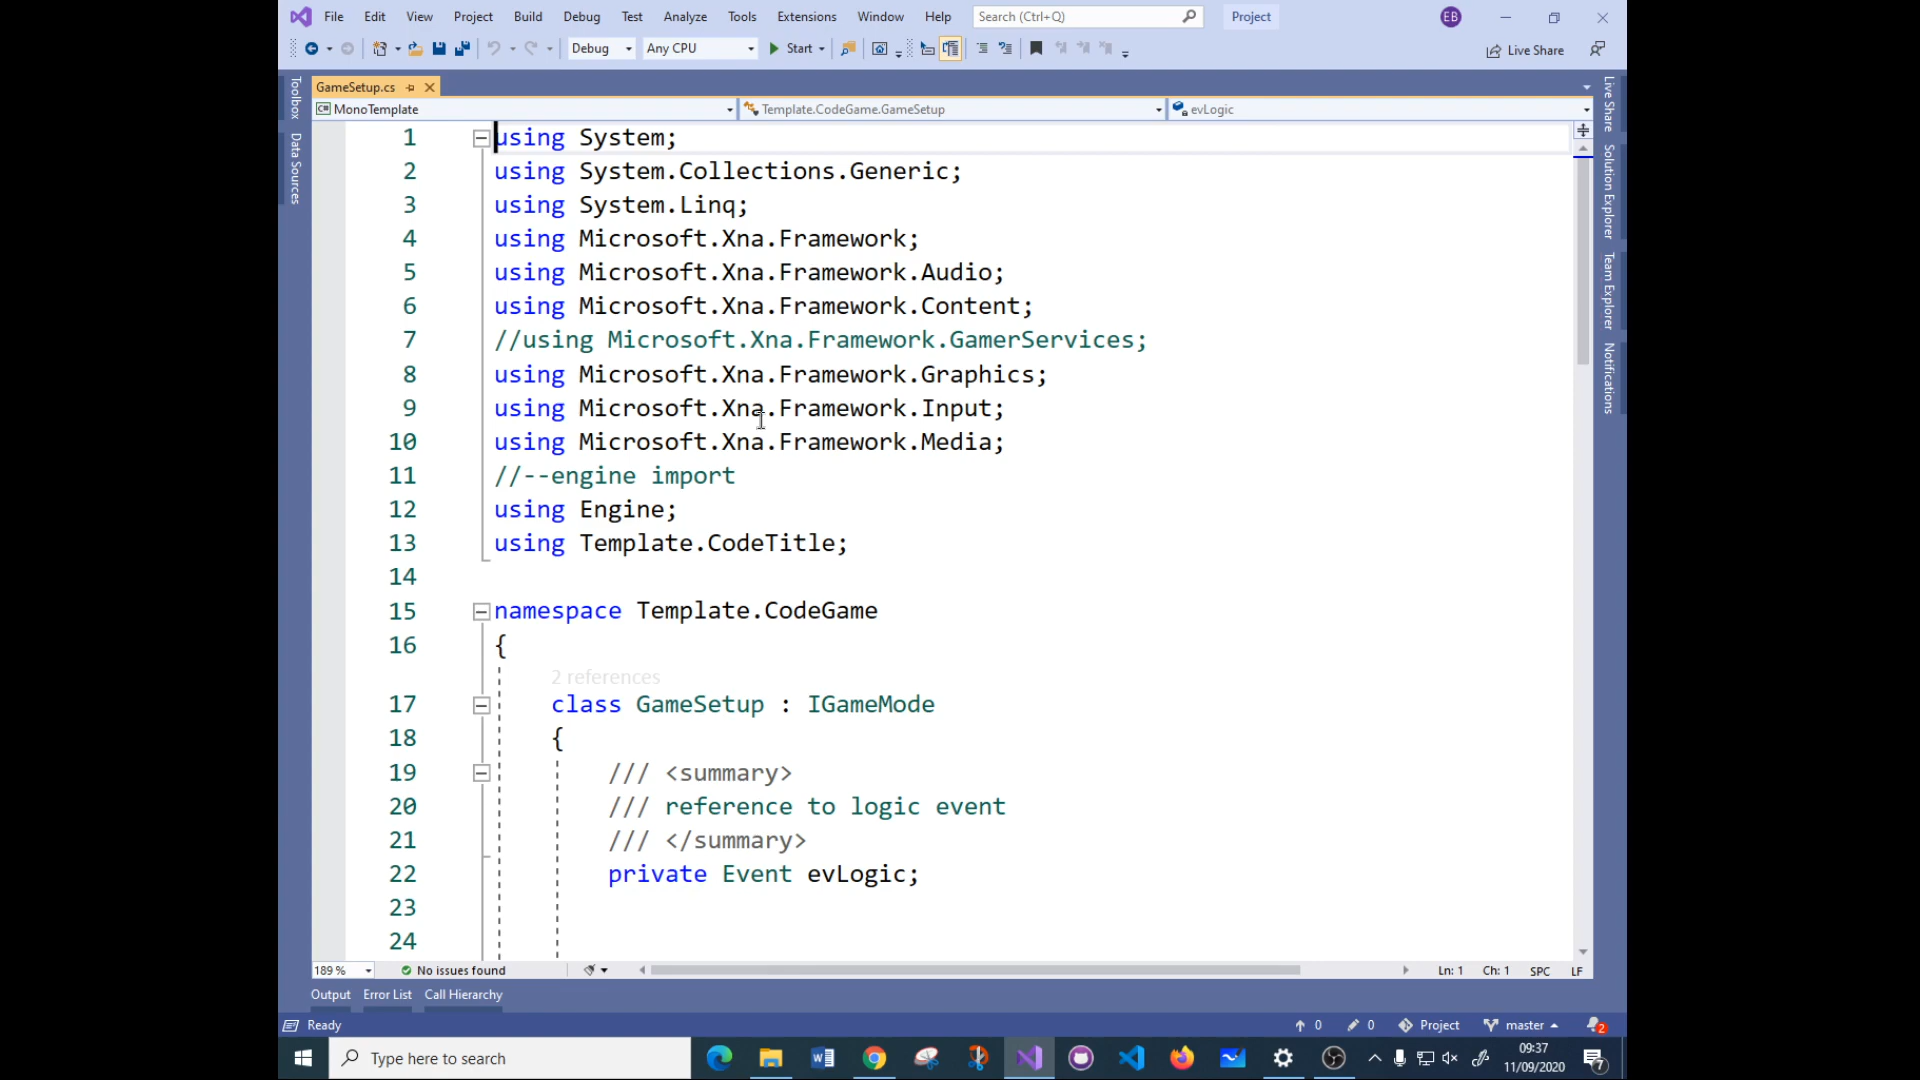 File Edit View Project Build Debug Test Analyze Tools Extensions Window Help Search (Ctrl+Q) Project EB
Debug Any CPU Start Live Share
GameSetup.cs
MonoTemplate Template.CodeGame.GameSetup evLogic
Toolbox
Data Sources
1 using System;
2 using System.Collections.Generic;
3 using System.Linq;
4 using Microsoft.Xna.Framework;
5 using Microsoft.Xna.Framework.Audio;
6 using Microsoft.Xna.Framework.Content;
7 //using Microsoft.Xna.Framework.GamerServices;
8 using Microsoft.Xna.Framework.Graphics;
9 using Microsoft.Xna.Framework.Input;
10 using Microsoft.Xna.Framework.Media;
11 //--engine import
12 using Engine;
13 using Template.CodeTitle;
14
15 namespace Template.CodeGame
16 {
2 references
17 class GameSetup : IGameMode
18 {
19 /// <summary>
20 /// reference to logic event
21 /// </summary>
22 private Event evLogic;
23
24
Live Share
Solution Explorer
Team Explorer
Notifications
189 % No issues found Ln: 1 Ch: 1 SPC LF
Output Error List Call Hierarchy
Ready 0 0 Project master 2
Type here to search 09:37
11/09/2020 7